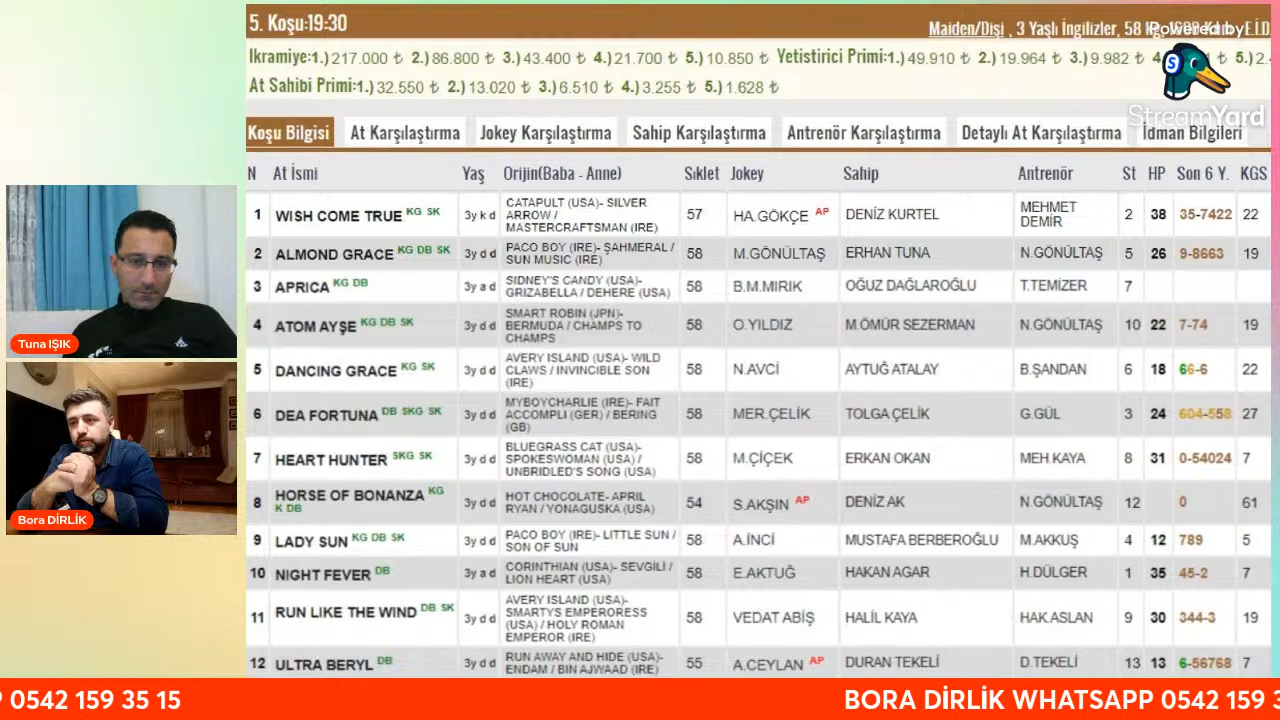 5. Koşu:19:30
Maiden/Dişi , 3 Yaşlı İngilizler, 58
Powered by
StreamYard
İkramiye:1.)217.000 ₺ 2.)86.800 ₺ 3.)43.400 ₺ 4.)21.700 ₺ 5.)10.850 ₺ Yetistirici Primi:1.)49.910 ₺ 2.)19.964 ₺ 3.)9.982 ₺
At Sahibi Primi:1.)32.550 ₺ 2.)13.020 ₺ 3.)6.510 ₺ 4.)3.255 ₺ 5.)1.628 ₺
Koşu Bilgisi At Karşılaştırma Jokey Karşılaştırma Sahip Karşılaştırma Antrenör Karşılaştırma Detaylı At Karşılaştırma İdman Bilgileri
N At İsmi Yaş Orijin(Baba - Anne) Sıklet Jokey Sahip Antrenör St HP Son 6 Y. KGS
1 WISH COME TRUE KG SK 3y k d CATAPULT (USA)- SILVER ARROW / MASTERCRAFTSMAN (IRE) 57 HA.GÖKÇE AP DENİZ KURTEL MEHMET DEMİR 2 38 35-7422 22
2 ALMOND GRACE KG DB SK 3y d d PACO BOY (IRE)- ŞAHMERAL / SUN MUSIC (IRE) 58 M.GÖNÜLTAŞ ERHAN TUNA N.GÖNÜLTAŞ 5 26 9-8663 19
3 APRICA KG DB 3y a d SIDNEY'S CANDY (USA)- GRIZABELLA / DEHERE (USA) 58 B.M.MIRIK OĞUZ DAĞLAROĞLU T.TEMİZER 7
4 ATOM AYŞE KG DB SK 3y d d SMART ROBIN (JPN)- BERMUDA / CHAMPS TO CHAMPS 58 O.YILDIZ M.ÖMÜR SEZERMAN N.GÖNÜLTAŞ 10 22 7-74 19
5 DANCING GRACE KG SK 3y d d AVERY ISLAND (USA)- WILD CLAWS / INVINCIBLE SON (IRE) 58 N.AVCİ AYTUĞ ATALAY B.ŞANDAN 6 18 66-6 22
6 DEA FORTUNA DB SKG SK 3y d d MYBOYCHARLIE (IRE)- FAIT ACCOMPLI (GER) / BERING (GB) 58 MER.ÇELİK TOLGA ÇELİK G.GÜL 3 24 604-558 27
7 HEART HUNTER SKG SK 3y d d BLUEGRASS CAT (USA)- SPOKESWOMAN (USA) / UNBRIDLED'S SONG (USA) 58 M.ÇİÇEK ERKAN OKAN MEH.KAYA 8 31 0-54024 7
8 HORSE OF BONANZA KG K DB 3y d d HOT CHOCOLATE- APRIL RYAN / YONAGUSKA (USA) 54 S.AKŞIN AP DENİZ AK N.GÖNÜLTAŞ 12 0 61
9 LADY SUN KG DB SK 3y d d PACO BOY (IRE)- LITTLE SUN / SON OF SUN 58 A.İNCİ MUSTAFA BERBEROĞLU M.AKKUŞ 4 12 789 5
10 NIGHT FEVER DB 3y a d CORINTHIAN (USA)- SEVGİLİ / LION HEART (USA) 58 E.AKTUĞ HAKAN AGAR H.DÜLGER 1 35 45-2 7
11 RUN LIKE THE WIND DB SK 3y d d AVERY ISLAND (USA)- SMARTYS EMPERORESS (USA) / HOLY ROMAN EMPEROR (IRE) 58 VEDAT ABİŞ HALİL KAYA HAK.ASLAN 9 30 344-3 19
12 ULTRA BERYL DB 3y d d RUN AWAY AND HIDE (USA)- ENDAM / BIN AJWAAD (IRE) 55 A.CEYLAN AP DURAN TEKELİ D.TEKELİ 13 13 6-56768 7
Tuna IŞIK
Bora DİRLİK
P 0542 159 35 15
BORA DİRLİK WHATSAPP 0542 159 3